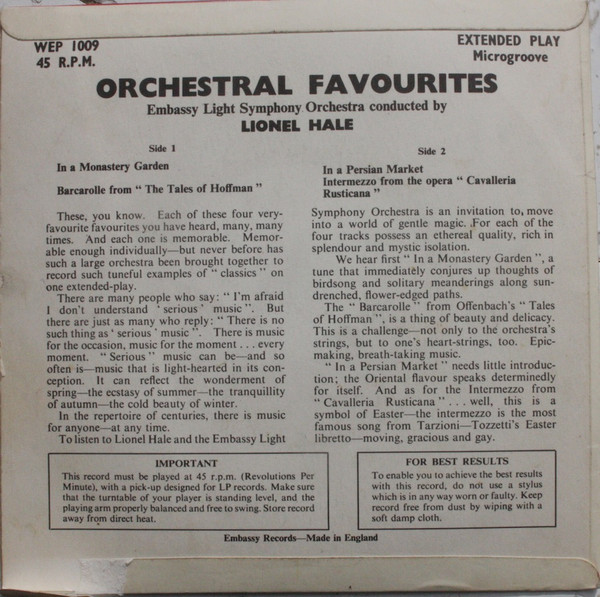 WEP 1009
45 R.P.M.
EXTENDED PLAY
Microgroove
ORCHESTRAL FAVOURITES
Embassy Light Symphony Orchestra conducted by
LIONEL HALE
Side 1
In a Monastery Garden
Barcarolle from “ The Tales of Hoffman ”
Side 2
In a Persian Market
Intermezzo from the opera “ Cavalleria
Rusticana ”
These, you know. Each of these four very-
favourite favourites you have heard, many, many
times. And each one is memorable. Memor-
able enough individually—but never before has
such a large orchestra been brought together to
record such tuneful examples of “ classics ” on
one extended-play.
There are many people who say: “ I'm afraid
I don't understand ‘ serious ’ music ”. But
there are just as many who reply: “ There is no
such thing as ‘ serious ’ music ”. There is music
for the occasion, music for the moment . . . every
moment. “ Serious ” music can be—and so
often is—music that is light-hearted in its con-
ception. It can reflect the wonderment of
spring—the ecstasy of summer—the tranquillity
of autumn—the cold beauty of winter.
In the repertoire of centuries, there is music
for anyone—at any time.
To listen to Lionel Hale and the Embassy Light
Symphony Orchestra is an invitation to, move
into a world of gentle magic. For each of the
four tracks possess an ethereal quality, rich in
splendour and mystic isolation.
We hear first “ In a Monastery Garden ”, a
tune that immediately conjures up thoughts of
birdsong and solitary meanderings along sun-
drenched, flower-edged paths.
The “ Barcarolle ” from Offenbach's “ Tales
of Hoffman ”, is a thing of beauty and delicacy.
This is a challenge—not only to the orchestra's
strings, but to one's heart-strings, too. Epic-
making, breath-taking music.
“ In a Persian Market ” needs little introduc-
tion; the Oriental flavour speaks determinedly
for itself. And as for the Intermezzo from
“ Cavalleria Rusticana ” . . . well, this is a
symbol of Easter—the intermezzo is the most
famous song from Tarzioni—Tozzetti's Easter
libretto—moving, gracious and gay.
IMPORTANT
This record must be played at 45 r.p.m. (Revolutions Per
Minute), with a pick-up designed for LP records. Make sure
that the turntable of your player is standing level, and the
playing arm properly balanced and free to swing. Store record
away from direct heat.
FOR BEST RESULTS
To enable you to achieve the best results
with this record, do not use a stylus
which is in any way worn or faulty. Keep
record free from dust by wiping with a
soft damp cloth.
Embassy Records—Made in England